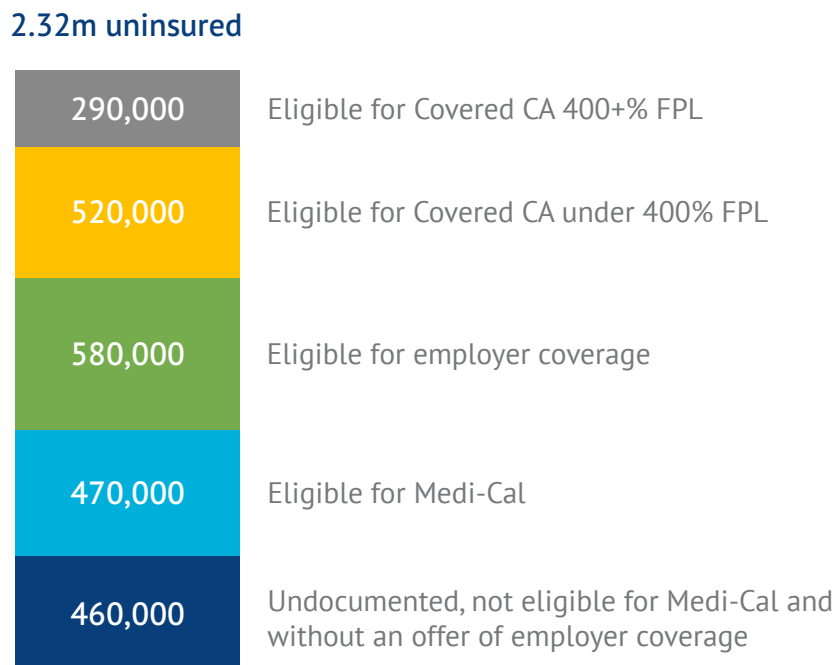 2.32m uninsured
290,000 Eligible for Covered CA 400+% FPL
520,000 Eligible for Covered CA under 400% FPL
580,000 Eligible for employer coverage
470,000 Eligible for Medi-Cal
460,000 Undocumented, not eligible for Medi-Cal and
without an offer of employer coverage